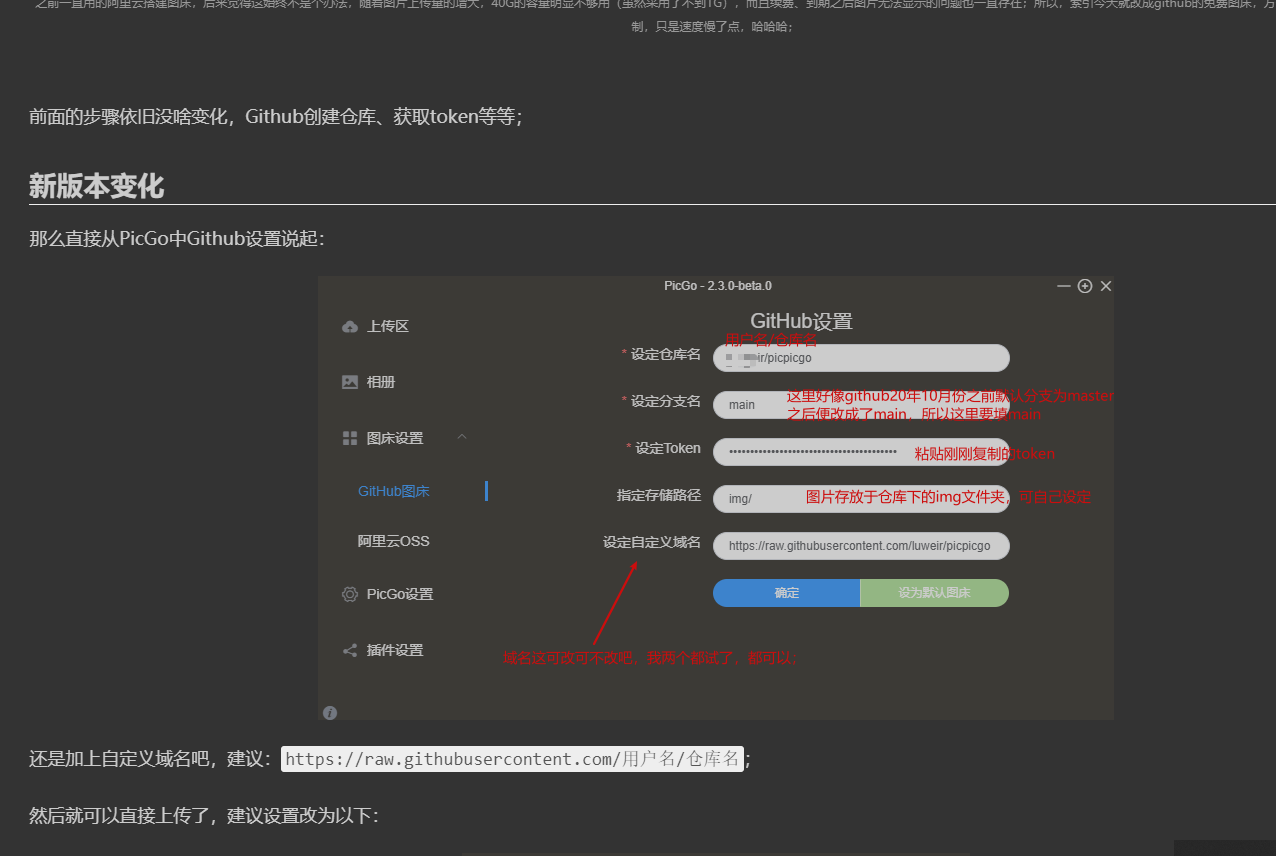 之前一直用的阿里云搭建图床，后来觉得这始终不是个办法，随着图片上传量的增大，40G的容量明显不够用（虽然采用了不到1G），而且续费、到期之后图片无法显示的问题也一直存在；所以，索引今天就改成github的免费图床，方
制，只是速度慢了点，哈哈哈；
前面的步骤依旧没啥变化，Github创建仓库、获取token等等；
新版本变化
那么直接从PicGo中Github设置说起：
PicGo - 2.3.0-beta.0
GitHub设置
上传区
相册
图床设置
GitHub图床
阿里云OSS
PicGo设置
插件设置
用户名/仓库名
* 设定仓库名
ir/picpicgo
* 设定分支名
main
这里好像github20年10月份之前默认分支为master
之后便改成了main，所以这里要填main
* 设定Token
粘贴刚刚复制的token
指定存储路径
img/
图片存放于仓库下的img文件夹，可自己设定
设定自定义域名
https://raw.githubusercontent.com/luweir/picpicgo
确定
设为默认图床
域名这可改可不改吧，我两个都试了，都可以；
还是加上自定义域名吧，建议：https://raw.githubusercontent.com/用户名/仓库名；
然后就可以直接上传了，建议设置改为以下：